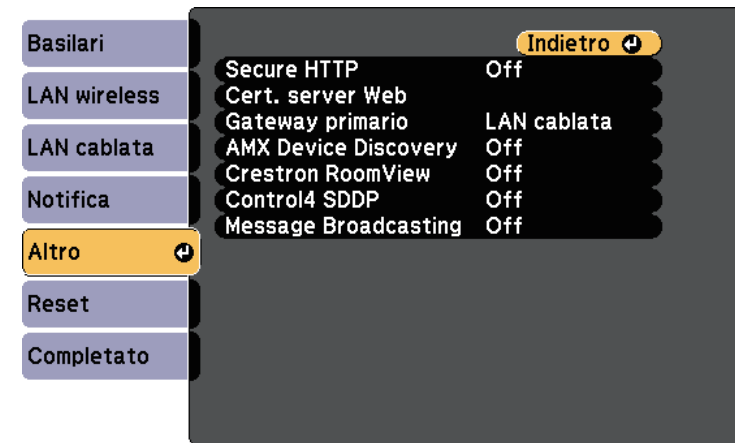 Basilari
LAN wireless
LAN cablata
Notifica
Altro
Reset
Completato
Indietro
Secure HTTP Off
Cert. server Web
Gateway primario LAN cablata
AMX Device Discovery Off
Crestron RoomView Off
Control4 SDDP Off
Message Broadcasting Off